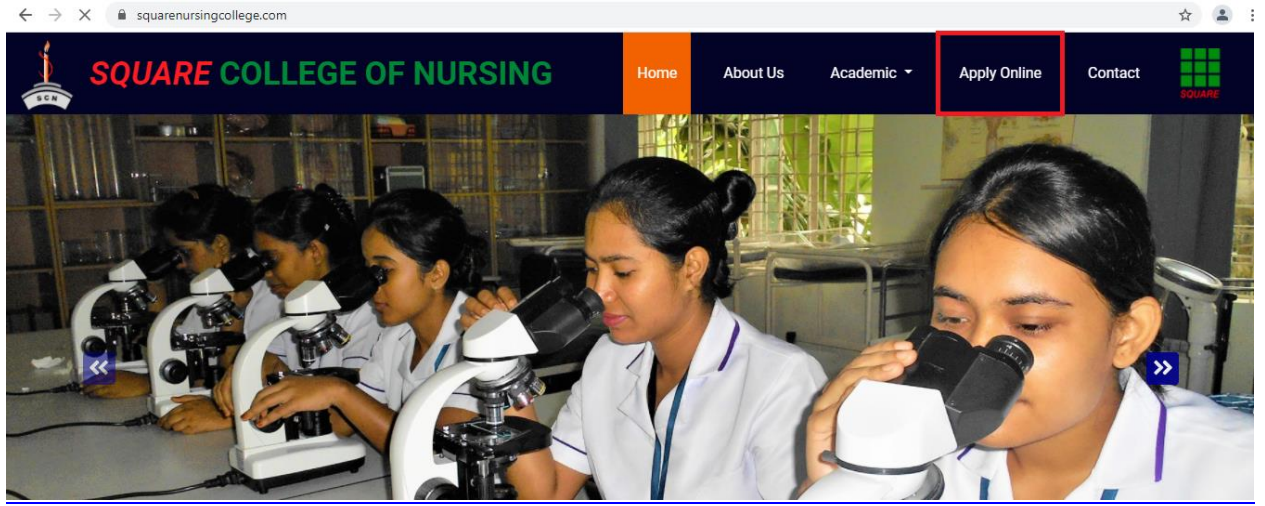 squarenursingcollege.com
SCN
SQUARE COLLEGE OF NURSING
Home
About Us
Academic
Apply Online
Contact
SQUARE